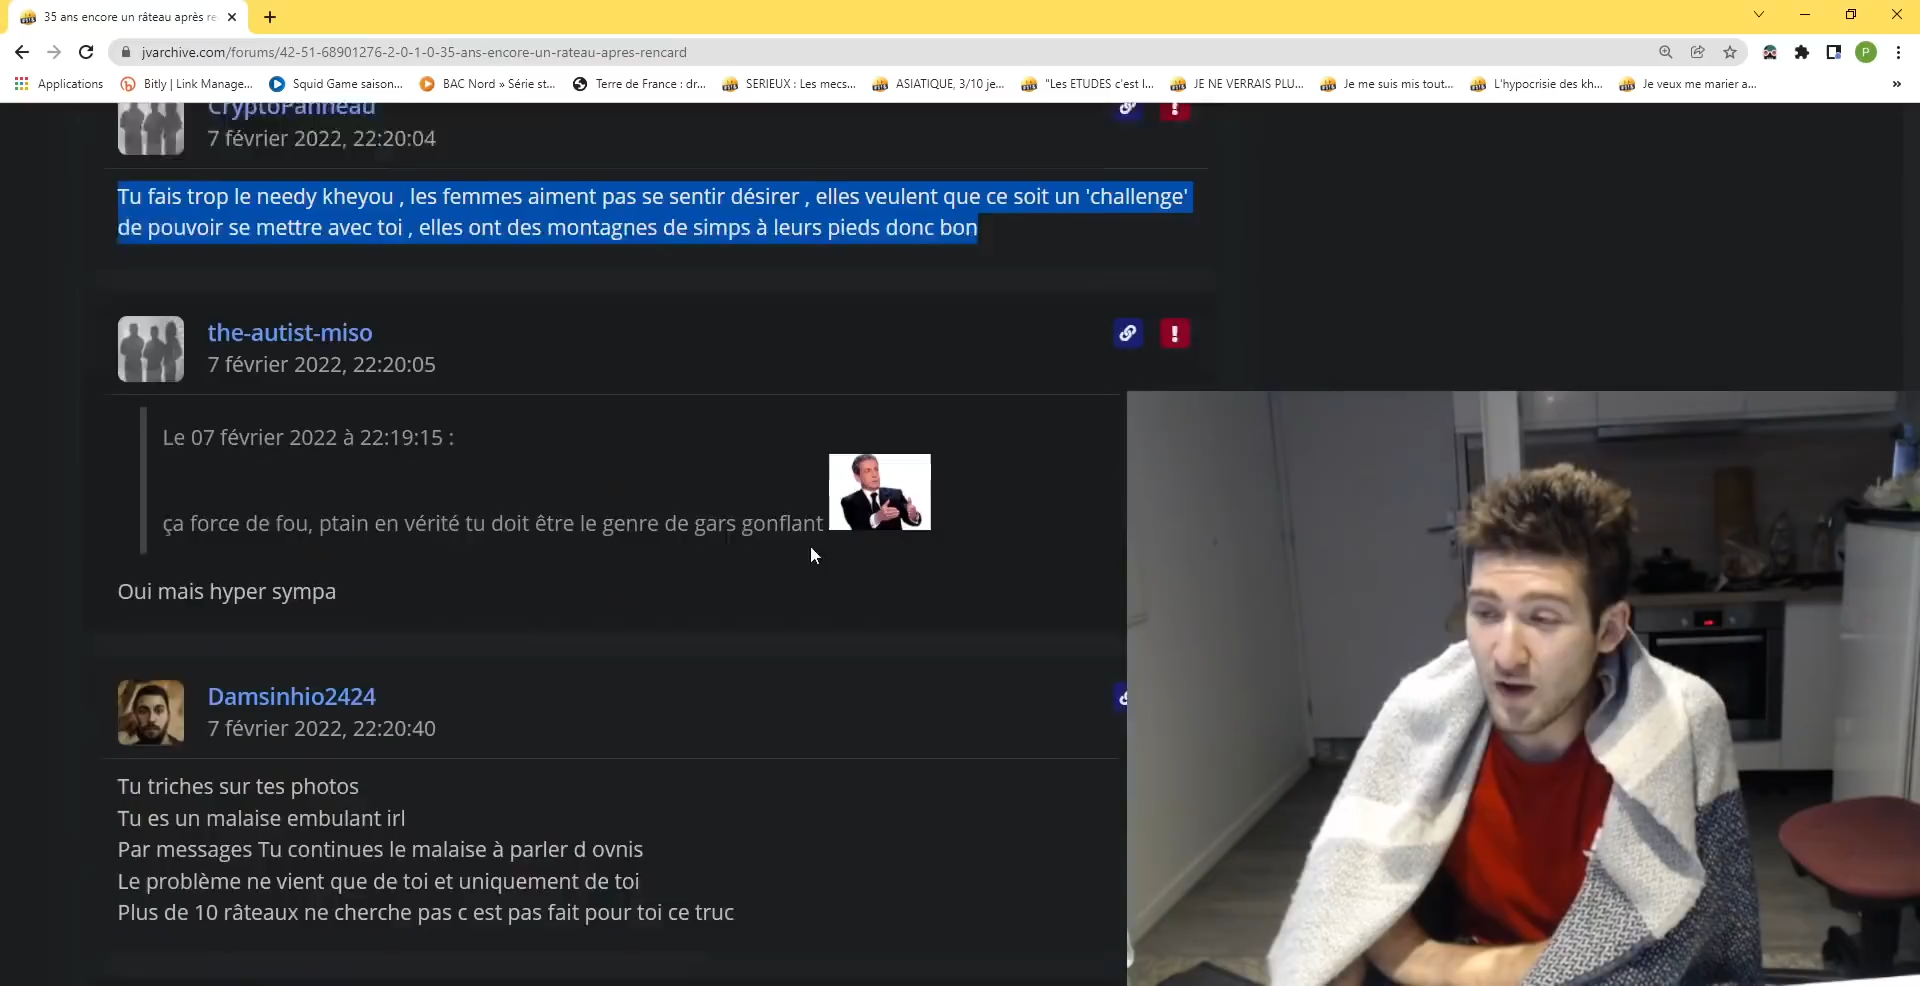 35 ans encore un râteau après re
jvarchive.com/forums/42-51-68901276-2-0-1-0-35-ans-encore-un-rateau-apres-rencard
P
Applications
Bitly | Link Manage...
Squid Game saison...
BAC Nord » Série st...
Terre de France : dr...
SERIEUX : Les mecs...
ASIATIQUE, 3/10 je...
"Les ETUDES c'est l...
JE NE VERRAIS PLU...
Je me suis mis tout...
L'hypocrisie des kh...
Je veux me marier a...
»
CryptoPanneau
7 février 2022, 22:20:04
Tu fais trop le needy kheyou , les femmes aiment pas se sentir désirer , elles veulent que ce soit un 'challenge'
de pouvoir se mettre avec toi , elles ont des montagnes de simps à leurs pieds donc bon
the-autist-miso
7 février 2022, 22:20:05
Le 07 février 2022 à 22:19:15 :
ça force de fou, ptain en vérité tu doit être le genre de gars gonflant
Oui mais hyper sympa
Damsinhio2424
7 février 2022, 22:20:40
Tu triches sur tes photos
Tu es un malaise embulant irl
Par messages Tu continues le malaise à parler d ovnis
Le problème ne vient que de toi et uniquement de toi
Plus de 10 râteaux ne cherche pas c est pas fait pour toi ce truc